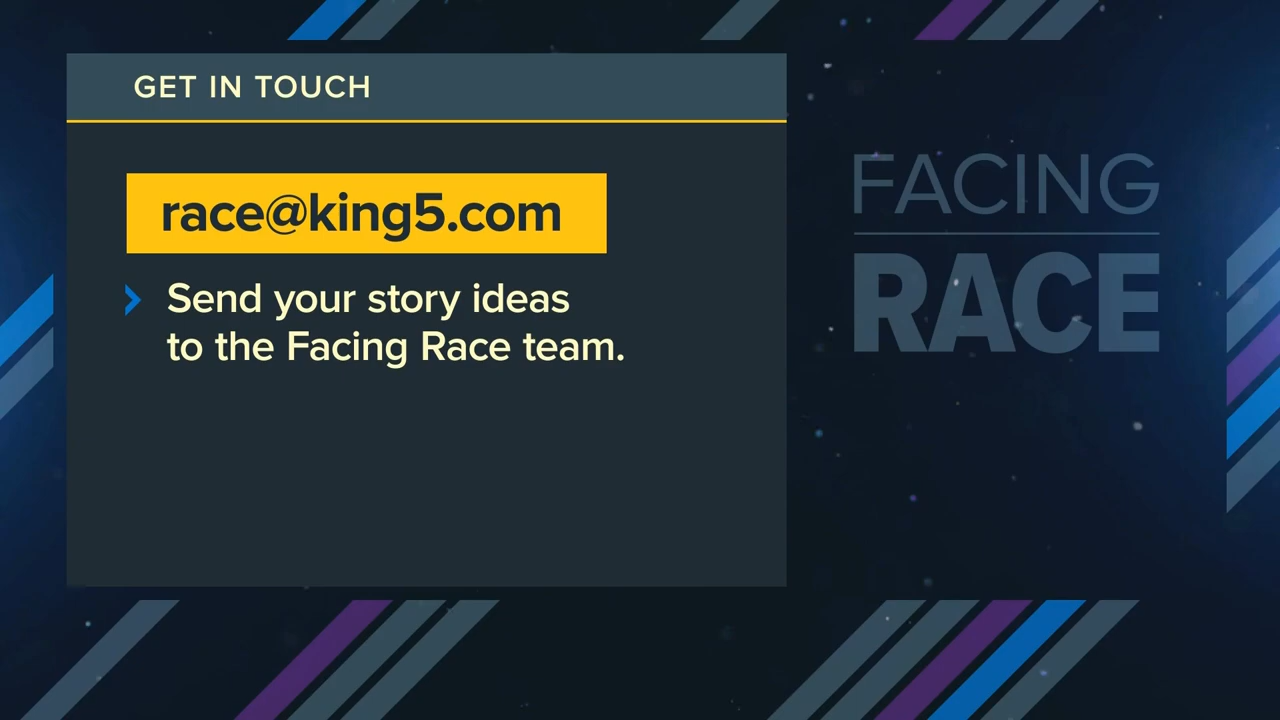 GET IN TOUCH
race@king5.com
Send your story ideas
to the Facing Race team.
FACING
RACE